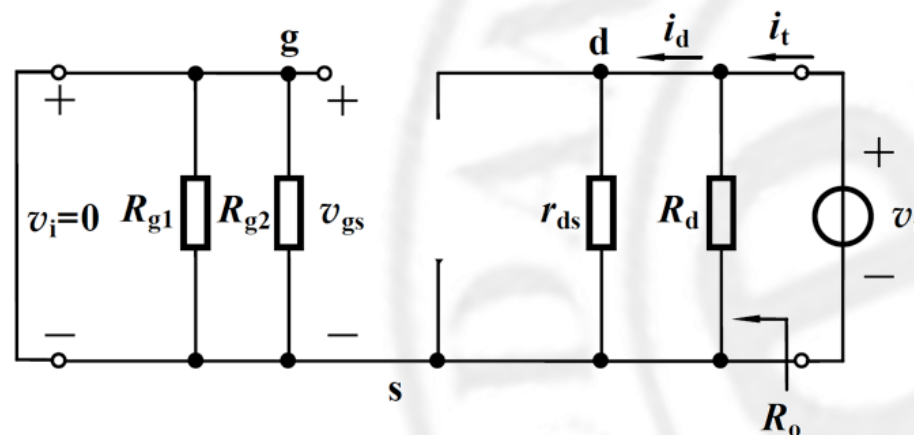 g
d
i_d
i_t
+
+
+
v_i=0
R_g1
R_g2
v_gs
r_ds
R_d
v
−
−
−
s
R_o